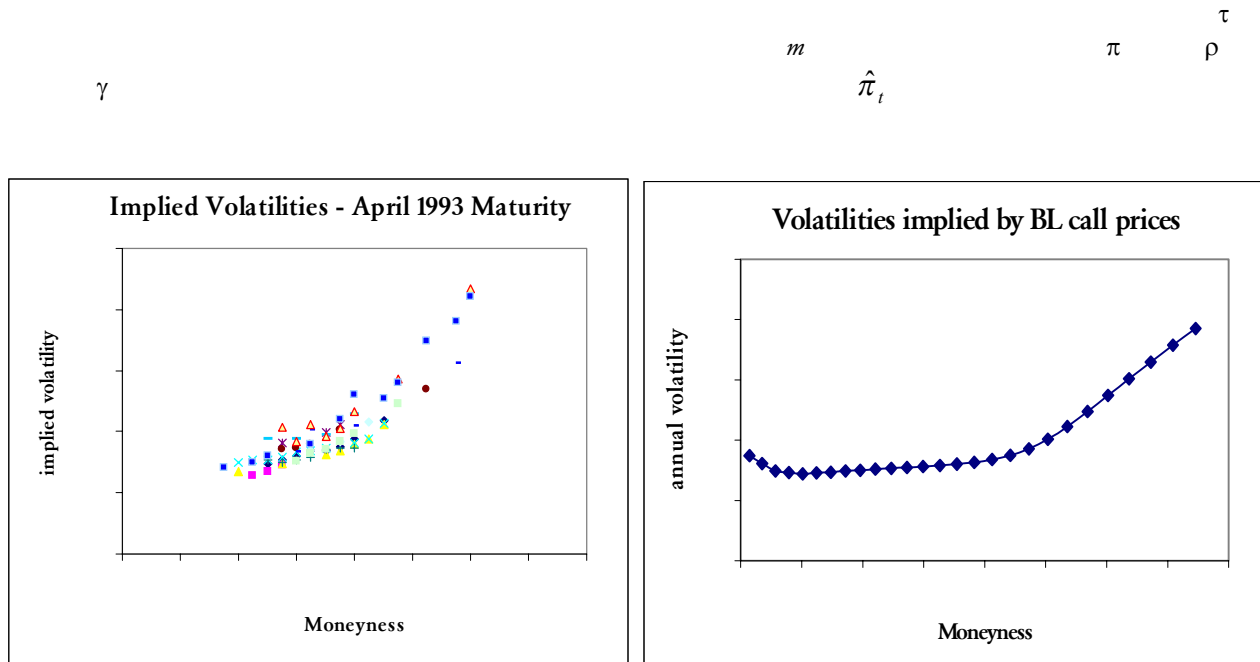 τ
m π ρ
γ π̂t
Implied Volatilities - April 1993 Maturity
implied volatility
Moneyness
Volatilities implied by BL call prices
annual volatility
Moneyness